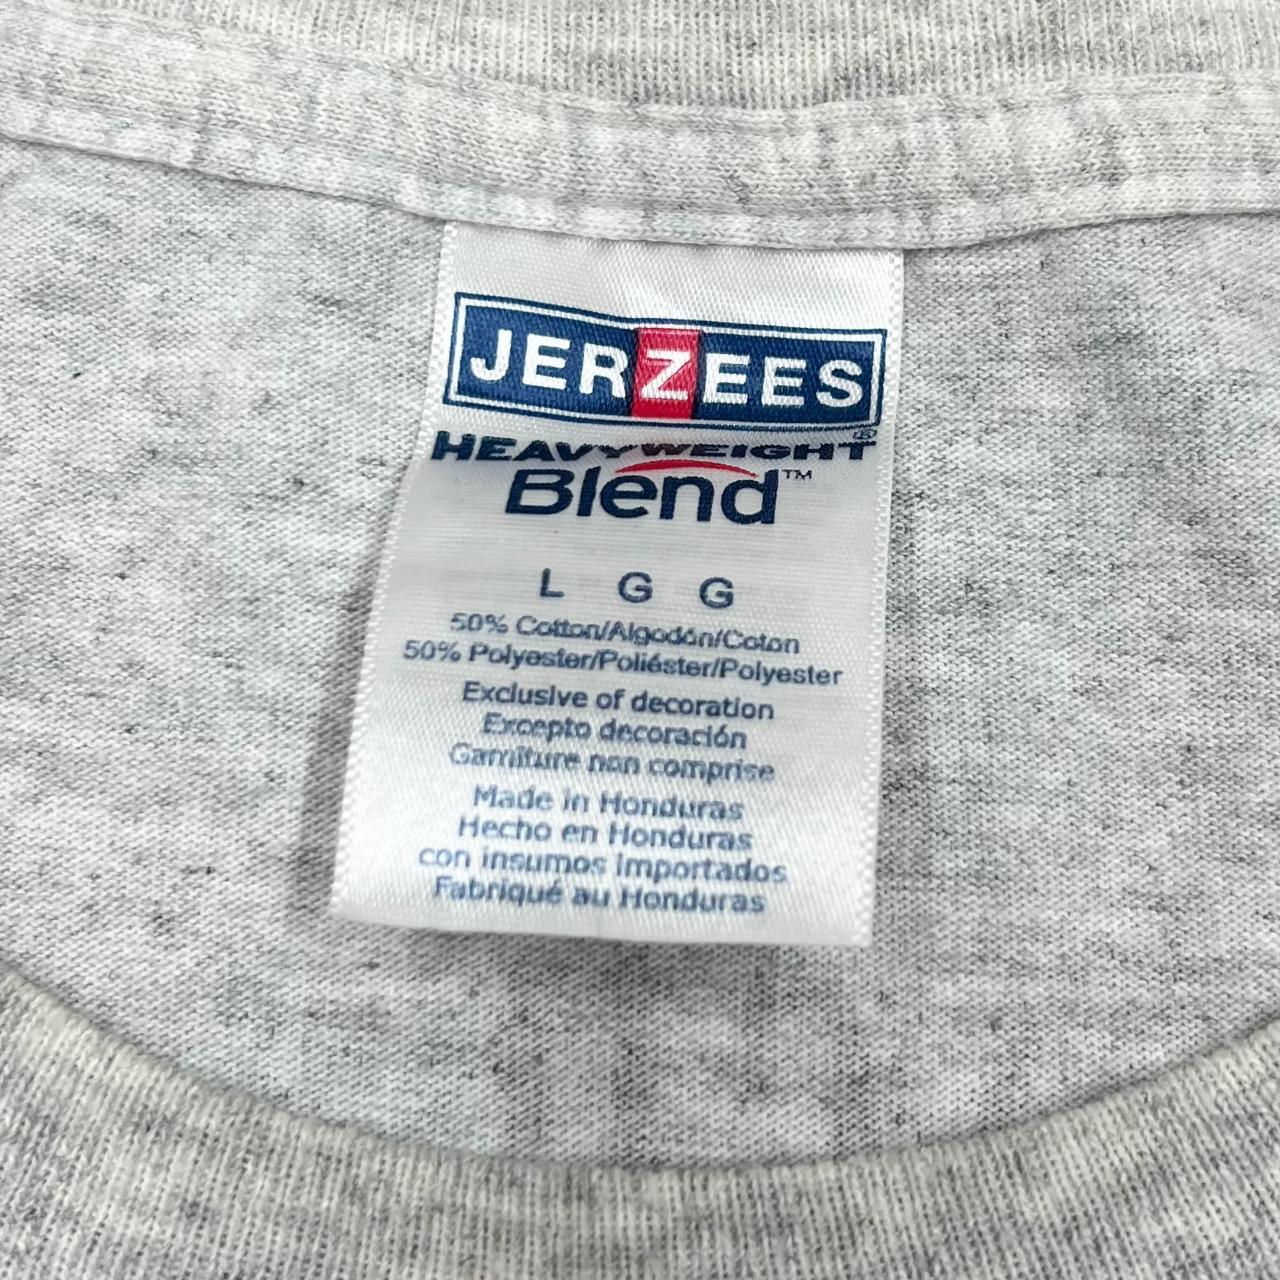 JERZEES®
HEAVYWEIGHT
Blend™
L G G
50% Cotton/Algodón/Coton
50% Polyester/Poliéster/Polyester
Exclusive of decoration
Excepto decoración
Garniture non comprise
Made in Honduras
Hecho en Honduras
con insumos importados
Fabriqué au Honduras